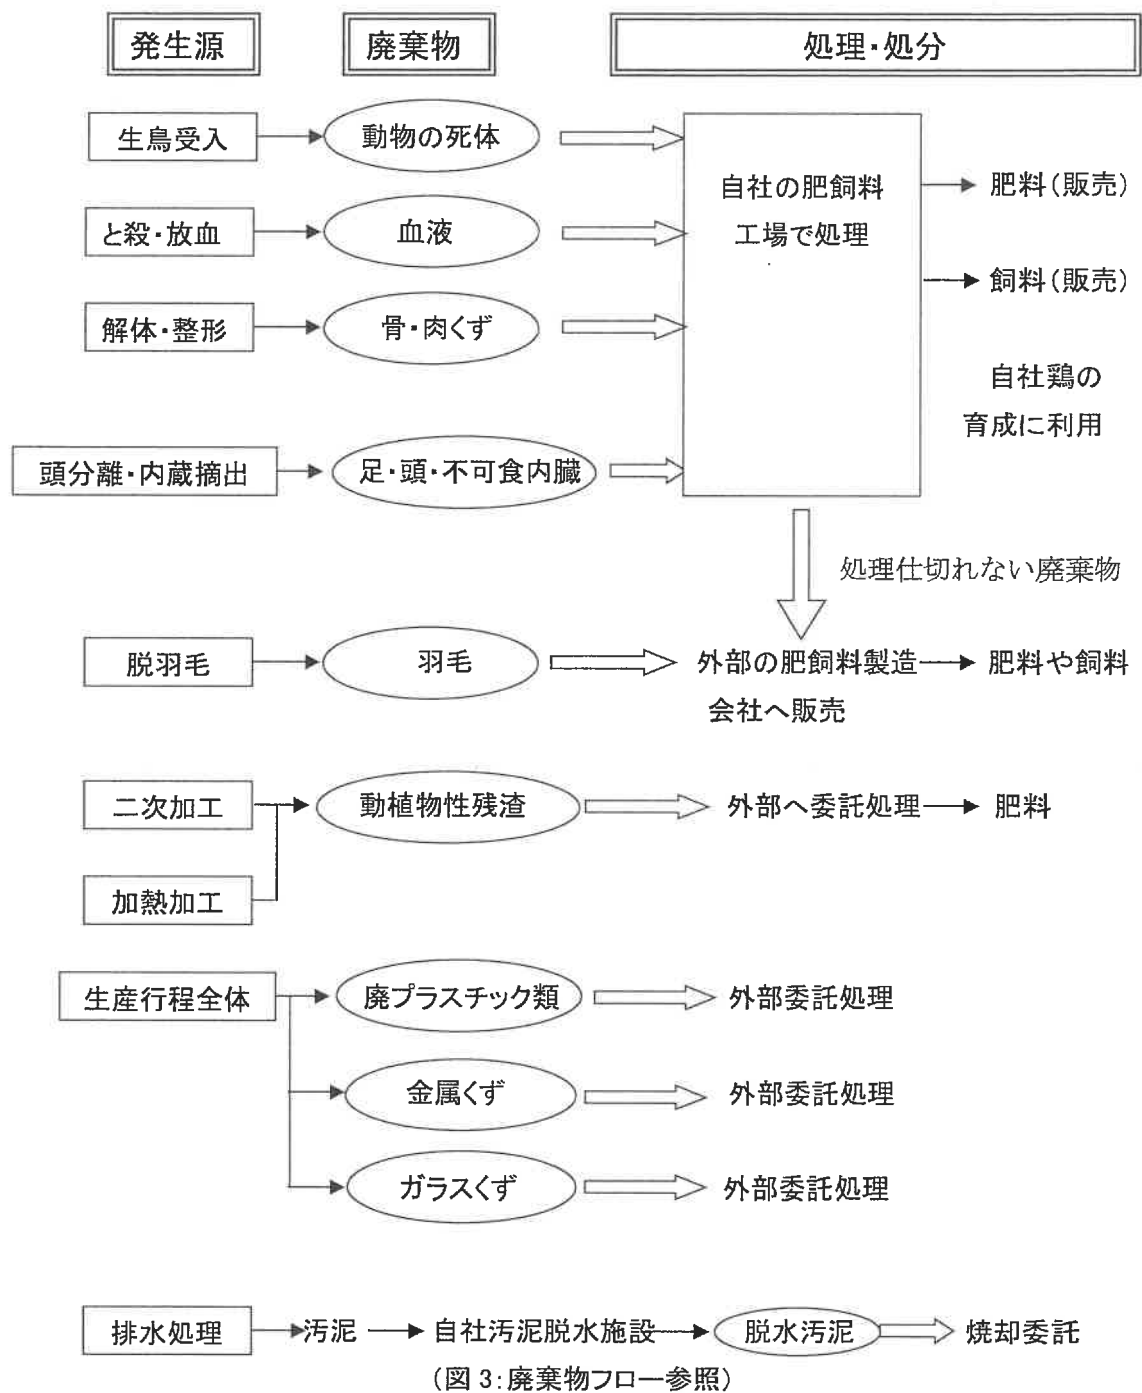 発生源
廃棄物
処理・処分
生鳥受入
動物の死体
と殺・放血
血液
解体・整形
骨・肉くず
頭分離・内蔵摘出
足・頭・不可食内臓
自社の肥飼料
工場で処理
肥料(販売)
飼料(販売)
自社鶏の
育成に利用
処理仕切れない廃棄物
脱羽毛
羽毛
外部の肥飼料製造
会社へ販売
肥料や飼料
二次加工
加熱加工
動植物性残渣
外部へ委託処理
肥料
生産行程全体
廃プラスチック類
外部委託処理
金属くず
外部委託処理
ガラスくず
外部委託処理
排水処理
汚泥
自社汚泥脱水施設
脱水汚泥
焼却委託
(図3:廃棄物フロー参照)